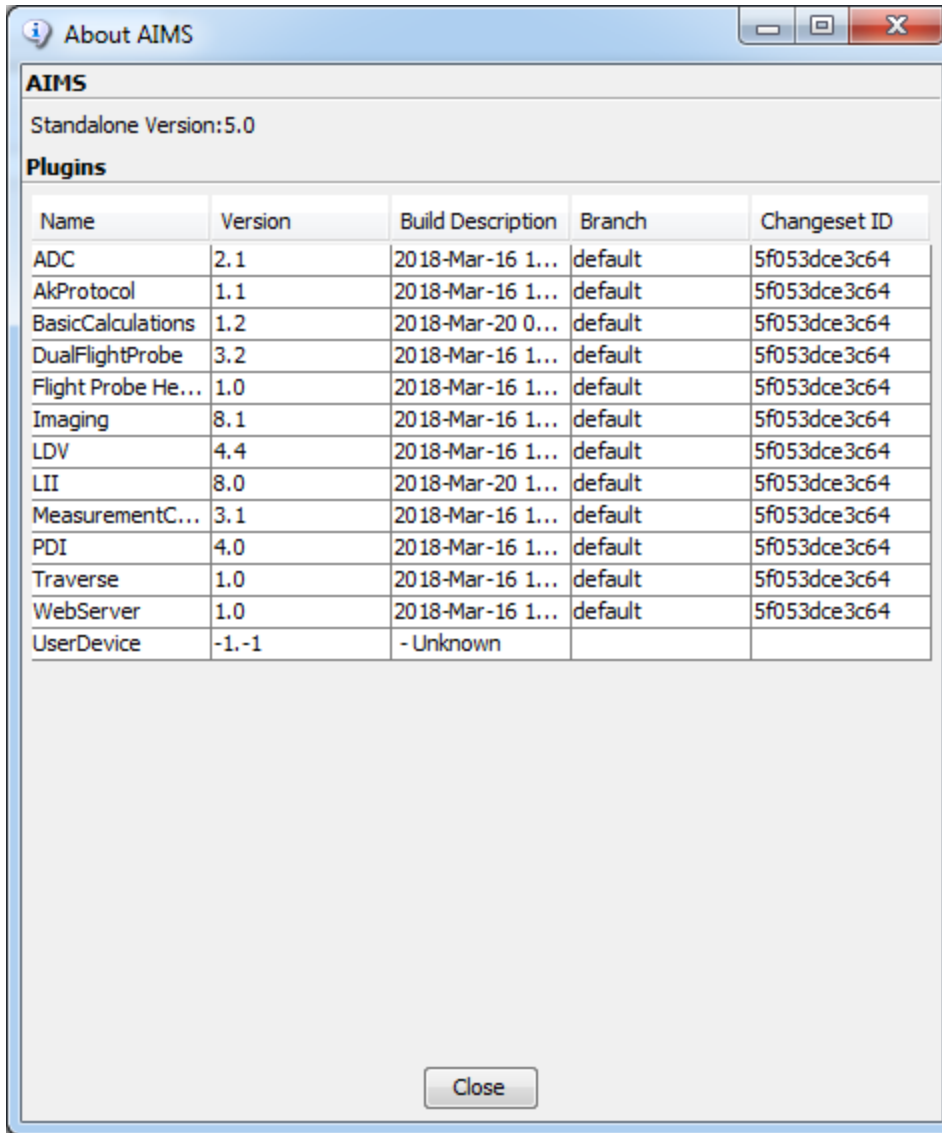 About AIMS
AIMS
Standalone Version:5.0
Plugins
Name Version Build Description Branch Changeset ID
ADC 2.1 2018-Mar-16 1... default 5f053dce3c64
AkProtocol 1.1 2018-Mar-16 1... default 5f053dce3c64
BasicCalculations 1.2 2018-Mar-20 0... default 5f053dce3c64
DualFlightProbe 3.2 2018-Mar-16 1... default 5f053dce3c64
Flight Probe He... 1.0 2018-Mar-16 1... default 5f053dce3c64
Imaging 8.1 2018-Mar-16 1... default 5f053dce3c64
LDV 4.4 2018-Mar-16 1... default 5f053dce3c64
LII 8.0 2018-Mar-20 1... default 5f053dce3c64
MeasurementC... 3.1 2018-Mar-16 1... default 5f053dce3c64
PDI 4.0 2018-Mar-16 1... default 5f053dce3c64
Traverse 1.0 2018-Mar-16 1... default 5f053dce3c64
WebServer 1.0 2018-Mar-16 1... default 5f053dce3c64
UserDevice -1.-1 - Unknown
Close